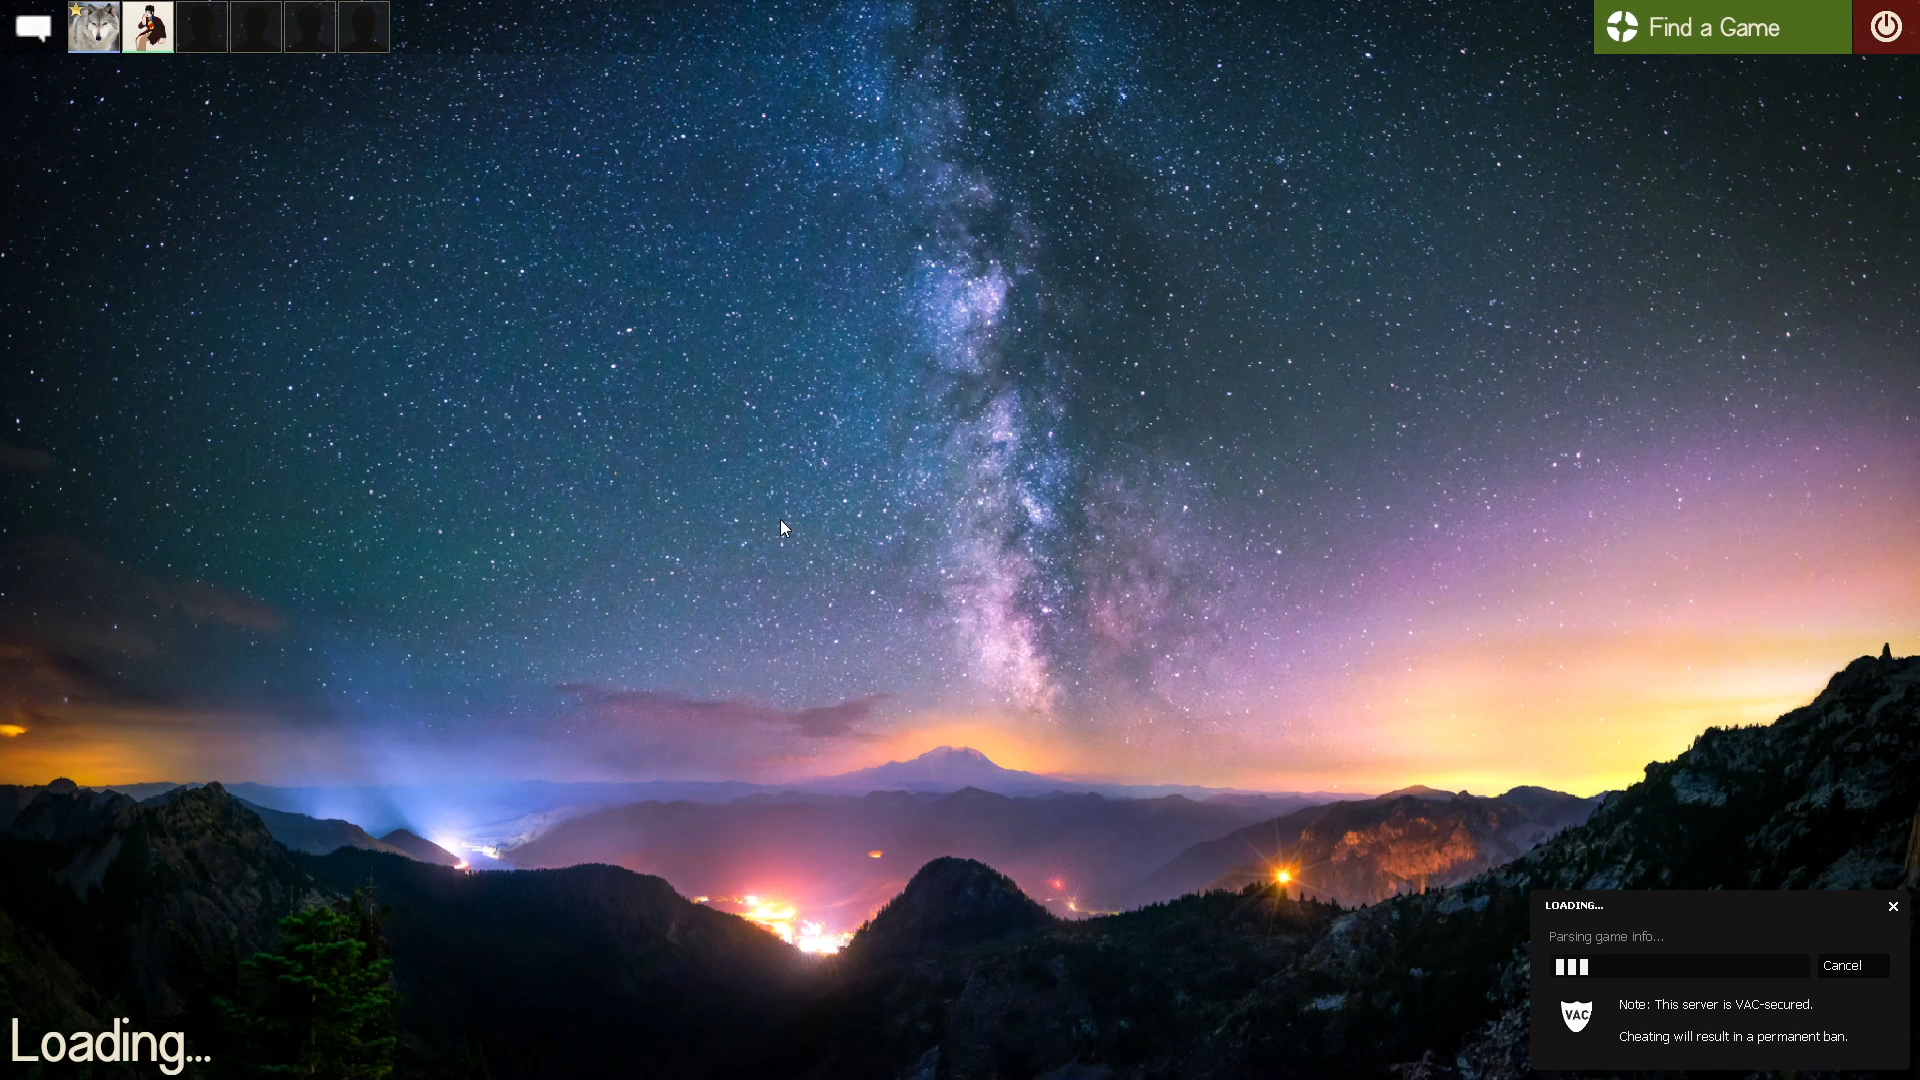 Find a Game
LOADING...
Parsing game info...
Cancel
VAC
Note: This server is VAC-secured.
Cheating will result in a permanent ban.
Loading...